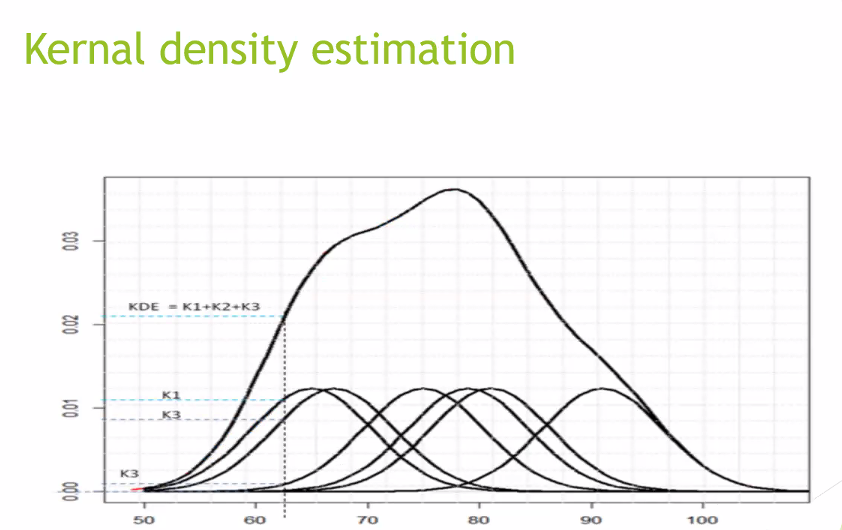 Kernal density estimation
0.03
KDE = K1+K2+K3
0.02
K1
0.01
K3
K3
0.00
50 60 70 80 90 100